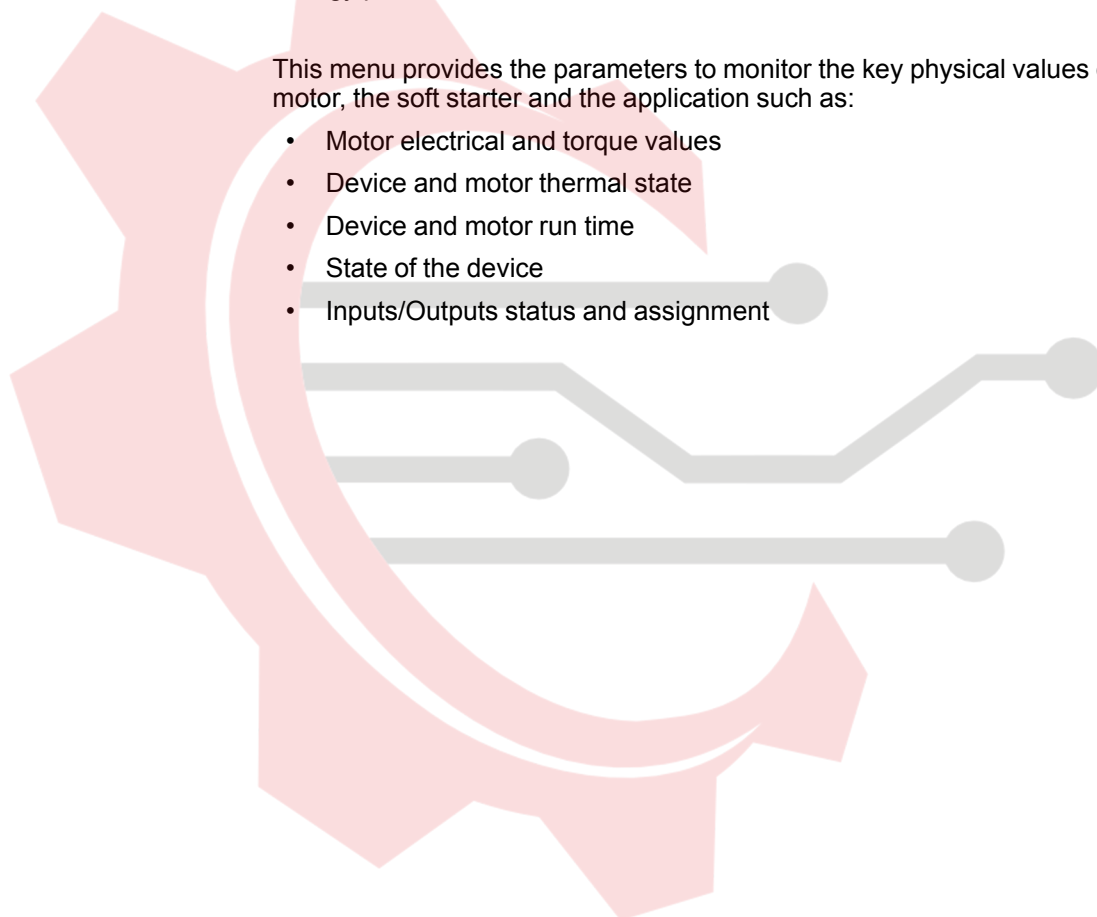 This menu provides the parameters to monitor the key physical values
motor, the soft starter and the application such as:
• Motor electrical and torque values
• Device and motor thermal state
• Device and motor run time
• State of the device
• Inputs/Outputs status and assignment